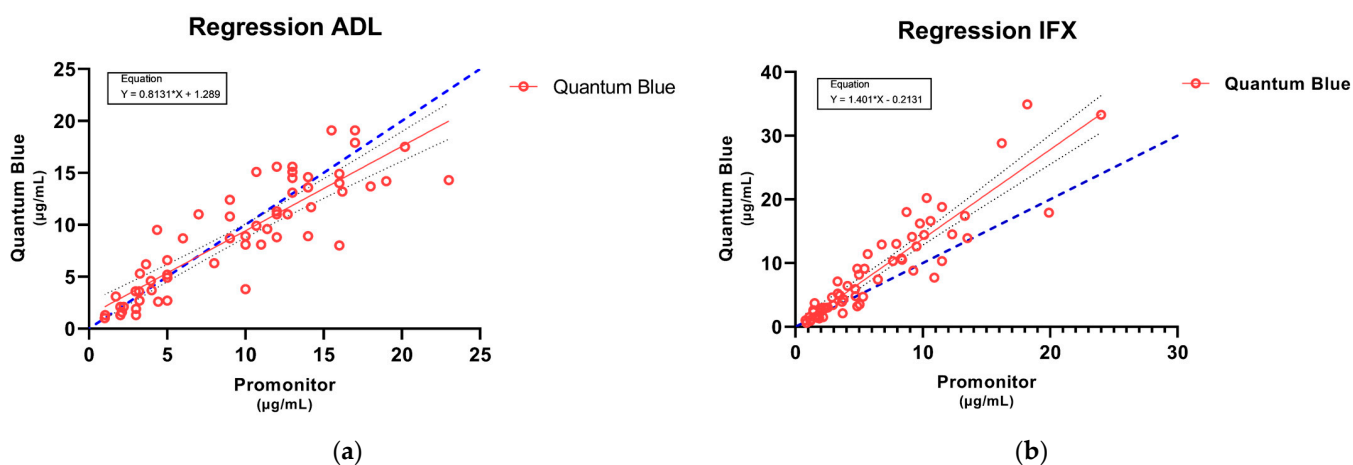 Regression ADL
Equation
Y = 0.8131*X + 1.289
Quantum Blue
Quantum Blue
(µg/mL)
25
20
15
10
5
0
0 5 10 15 20 25
Promonitor
(µg/mL)
(a)
Regression IFX
Equation
Y = 1.401*X - 0.2131
Quantum Blue
Quantum Blue
(µg/mL)
40
30
20
10
0
0 10 20 30
Promonitor
(µg/mL)
(b)